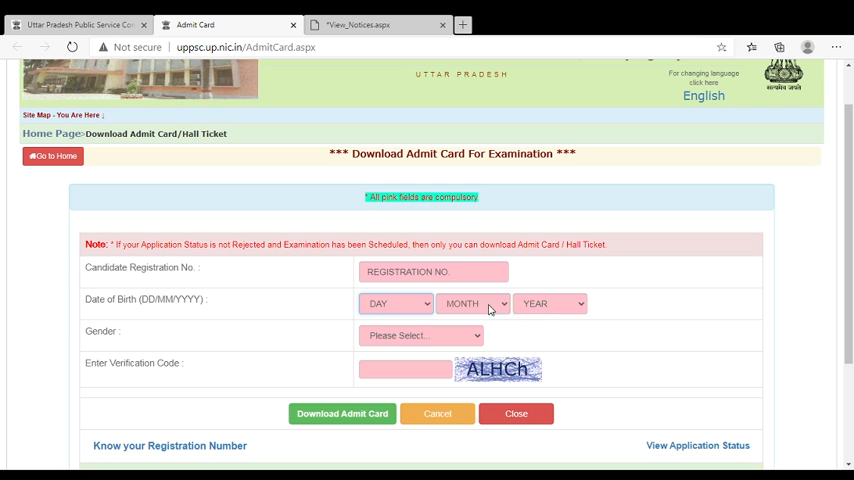 Uttar Pradesh Public Service Co
Admit Card
*View_Notices.aspx
Not secure
uppsc.up.nic.in/AdmitCard.aspx
UTTAR PRADESH
For changing language
click here
English
सत्यमेव जयते
Site Map - You Are Here ;
Home Page>Download Admit Card/Hall Ticket
Go to Home
*** Download Admit Card For Examination ***
* All pink fields are compulsory
Note: * If your Application Status is not Rejected and Examination has been Scheduled, then only you can download Admit Card / Hall Ticket.
Candidate Registration No. :
REGISTRATION NO.
Date of Birth (DD/MM/YYYY) :
DAY
MONTH
YEAR
Gender :
Please Select...
Enter Verification Code :
ALHCh
Download Admit Card
Cancel
Close
Know your Registration Number
View Application Status